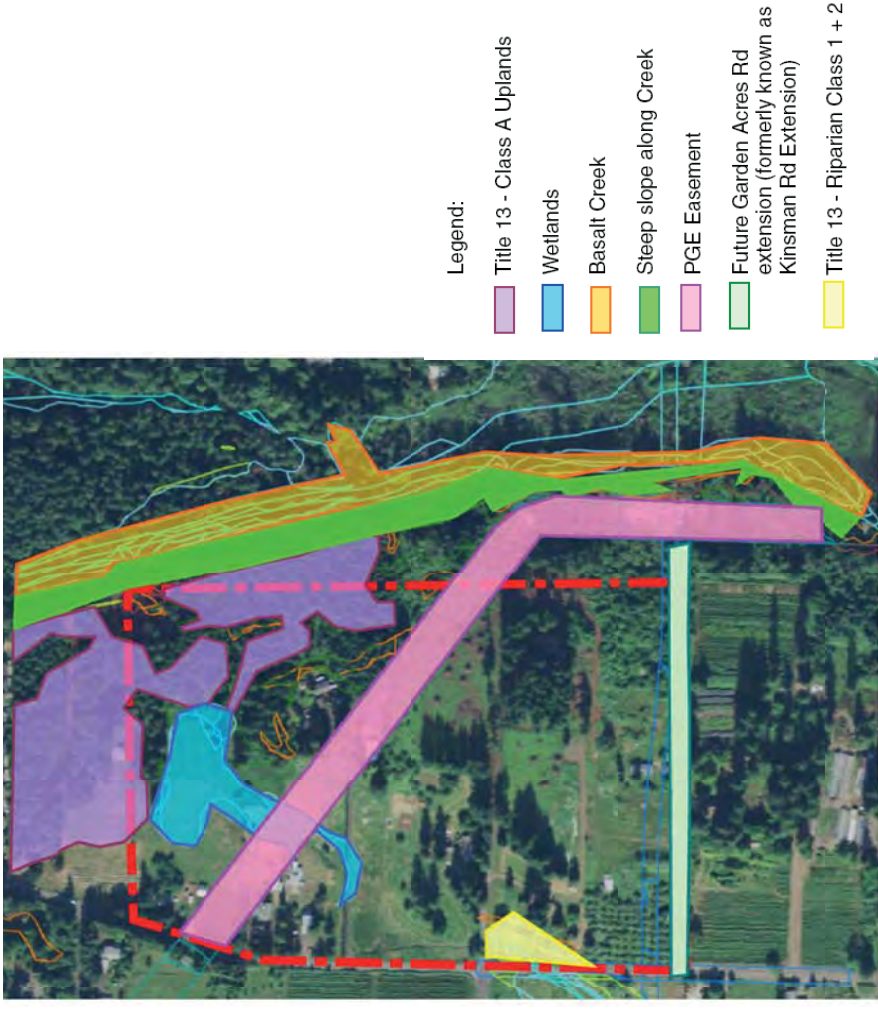 Legend:
Title 13 - Class A Uplands
Wetlands
Basalt Creek
Steep slope along Creek
PGE Easement
Future Garden Acres Rd
extension (formerly known as
Kinsman Rd Extension)
Title 13 - Riparian Class 1 + 2